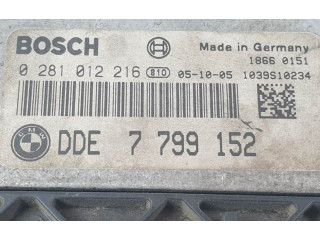 BOSCH Made in Germany
1866 0151
0 281 012 216 810 05-10-05 1039S10234
BMW DDE 7 799 152